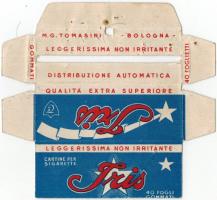 M.G. TOMASINI - BOLOGNA -
LEGGERISSIMA NON IRRITANTE
GOMMATI
40 FOGLIETTI
DISTRIBUZIONE AUTOMATICA
QUALITÀ EXTRA SUPERIORE
Iris
LEGGERISSIMA NON IRRITANTE
CARTINE PER
SIGARETTE
Iris
40 FOGLI
GOMMATI